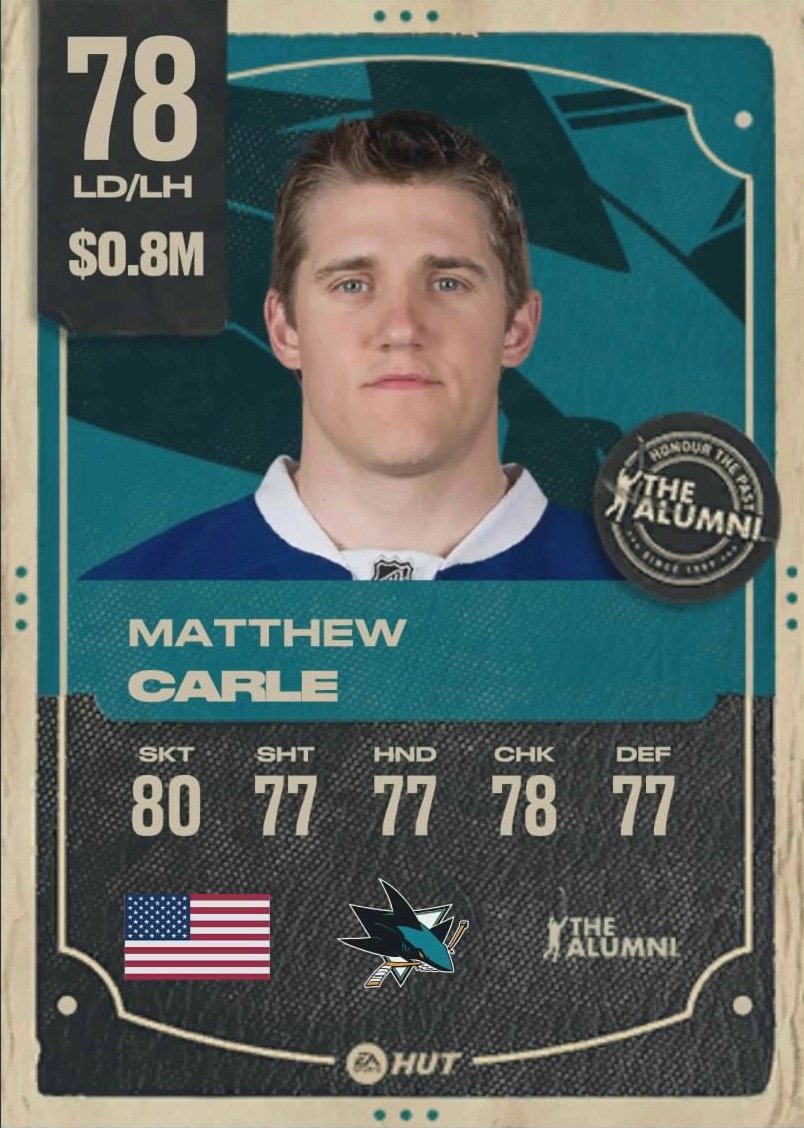 78
LD/LH
$0.8M
HONOUR THE PAST
THE
ALUMNI
MATTHEW
CARLE
SKT SHT HND CHK DEF
80 77 77 78 77
THE
ALUMNI
EA
HUT